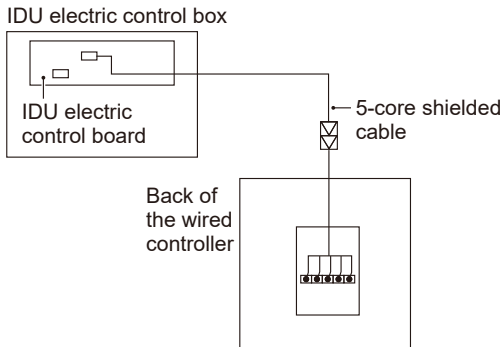 IDU electric control box
IDU electric
control board
5-core shielded
cable
Back of
the wired
controller